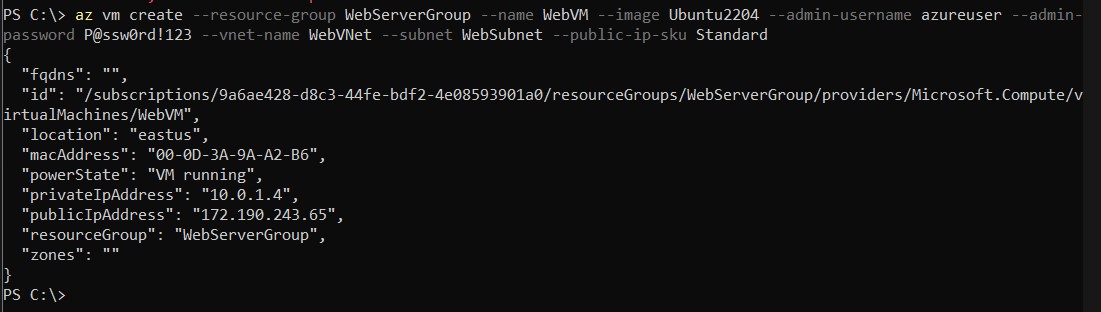 PS C:\> az vm create --resource-group WebServerGroup --name WebVM --image Ubuntu2204 --admin-username azureuser --admin-
password P@ssw0rd!123 --vnet-name WebVNet --subnet WebSubnet --public-ip-sku Standard
{
  "fqdns": "",
  "id": "/subscriptions/9a6ae428-d8c3-44fe-bdf2-4e08593901a0/resourceGroups/WebServerGroup/providers/Microsoft.Compute/v
irtualMachines/WebVM",
  "location": "eastus",
  "macAddress": "00-0D-3A-9A-A2-B6",
  "powerState": "VM running",
  "privateIpAddress": "10.0.1.4",
  "publicIpAddress": "172.190.243.65",
  "resourceGroup": "WebServerGroup",
  "zones": ""
}
PS C:\>